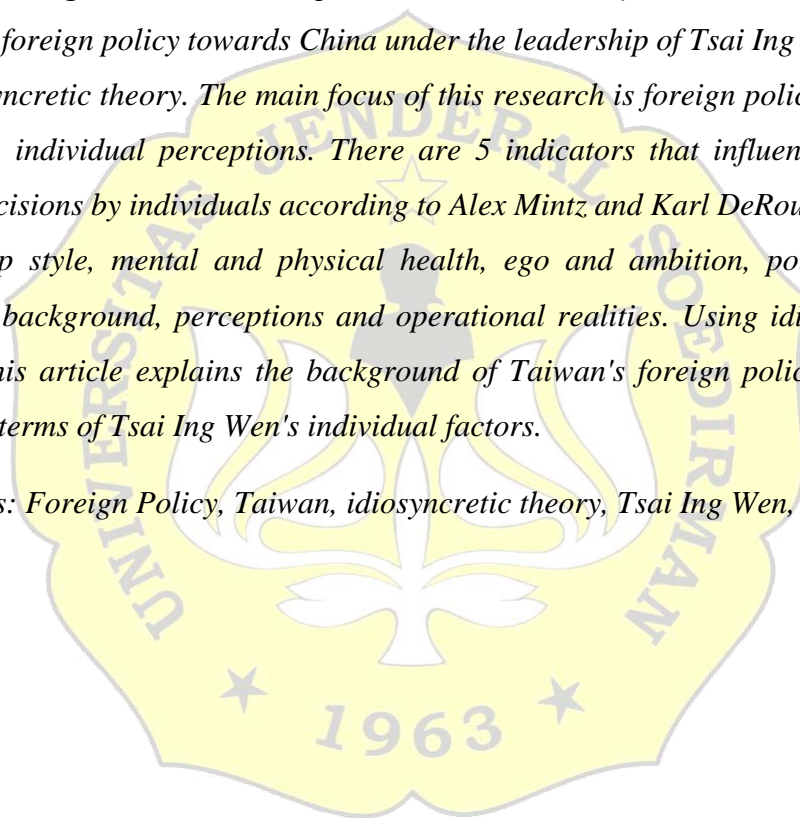 foreign policy towards China under the leadership of Tsai Ing
ncretic theory. The main focus of this research is foreign polic
individual perceptions. There are 5 indicators that influen
cisions by individuals according to Alex Mintz and Karl DeRou
p style, mental and physical health, ego and ambition, po
background, perceptions and operational realities. Using idi
his article explains the background of Taiwan's foreign polic
terms of Tsai Ing Wen's individual factors.
s: Foreign Policy, Taiwan, idiosyncretic theory, Tsai Ing Wen,
UNIVERSITAS JENDERAL SOEDIRMAN
1963